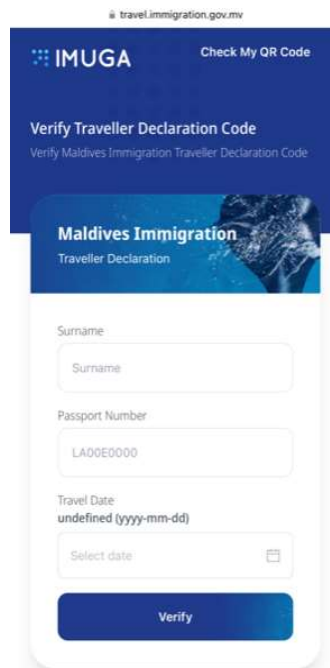 travel.immigration.gov.mv
IMUGA
Check My QR Code
Verify Traveller Declaration Code
Verify Maldives Immigration Traveller Declaration Code
Maldives Immigration
Traveller Declaration
Surname
Surname
Passport Number
LA00E0000
Travel Date
undefined (yyyy-mm-dd)
Select date
Verify